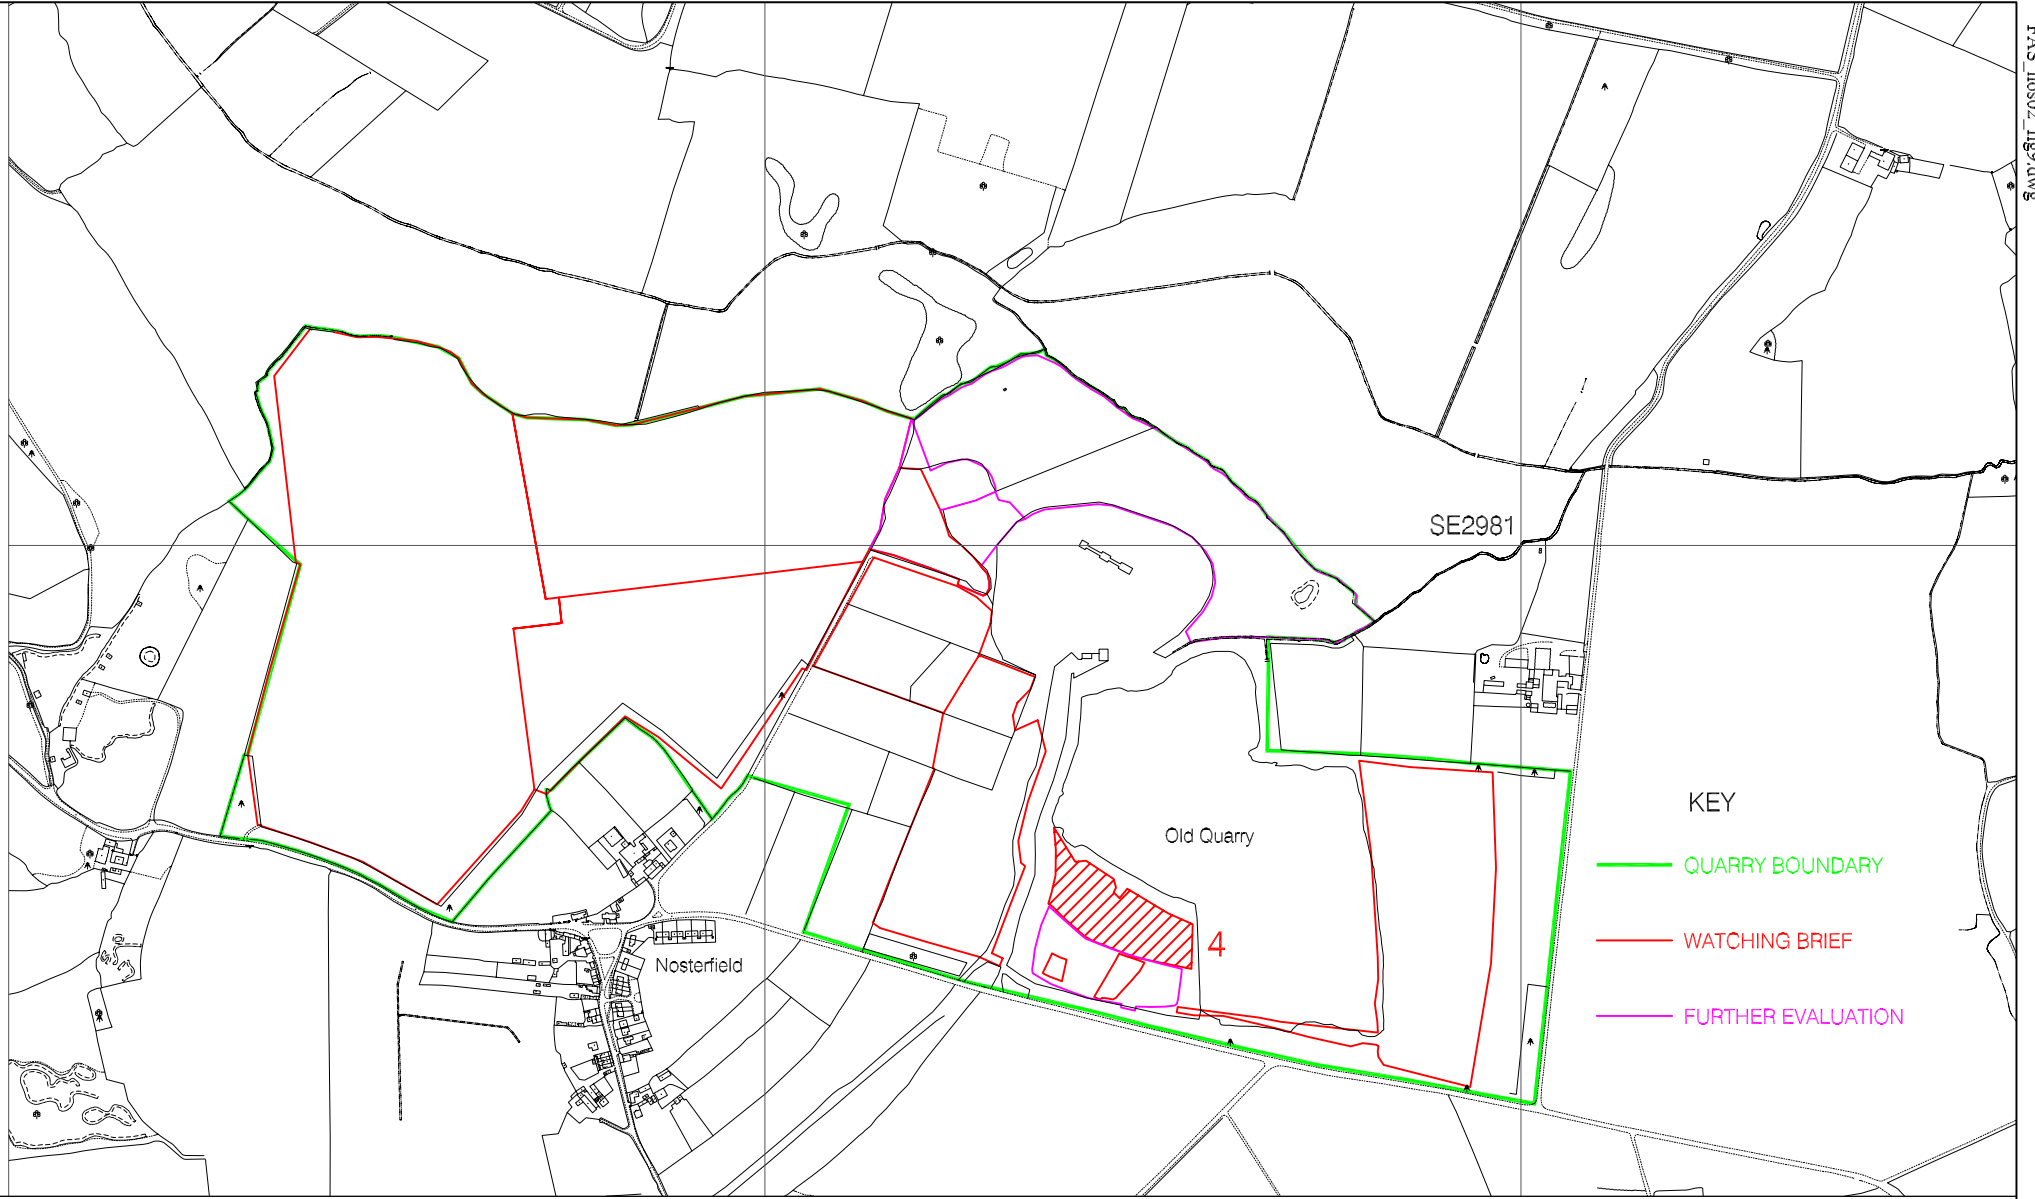 SE2981
KEY
Old Quarry
QUARRY BOUNDARY
WATCHING BRIEF
4
Nosterfield
FURTHER EVALUATION